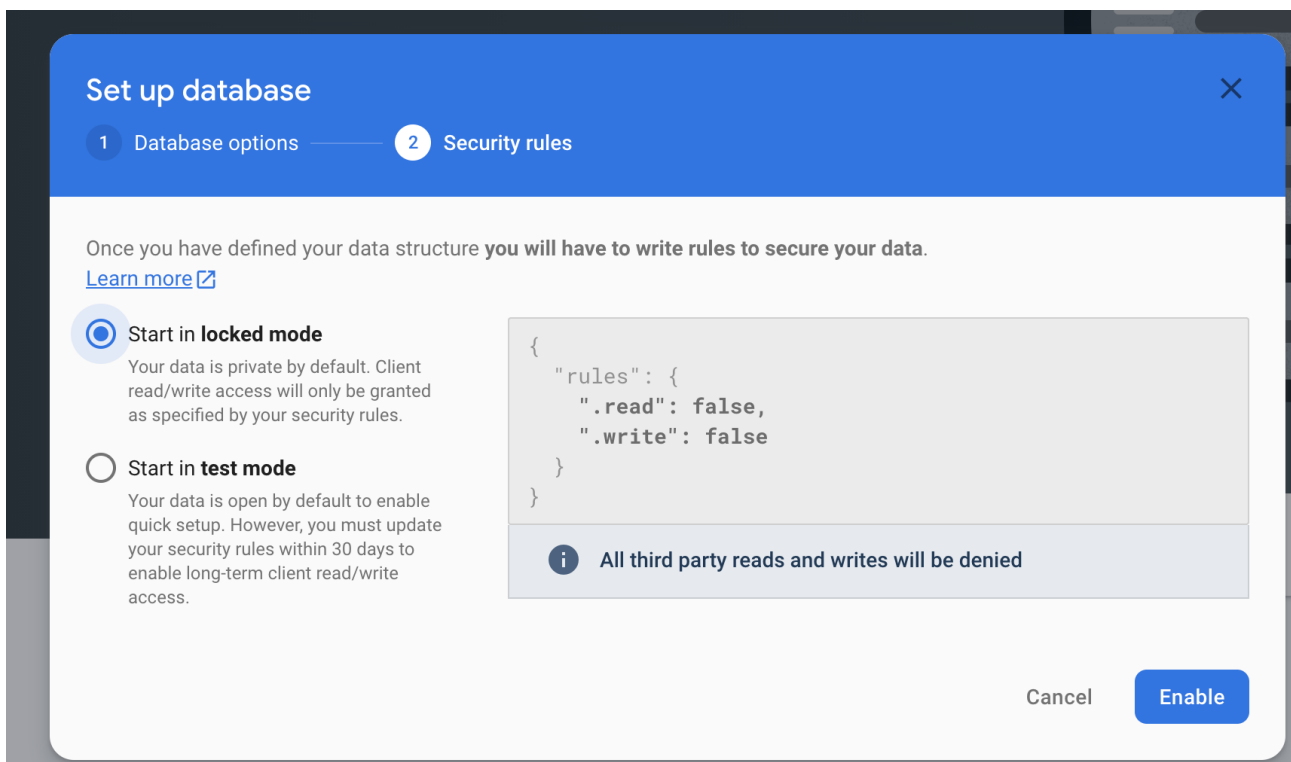 Set up database
1 Database options 2 Security rules
Once you have defined your data structure you will have to write rules to secure your data.
Learn more
Start in locked mode
Your data is private by default. Client
read/write access will only be granted
as specified by your security rules.
Start in test mode
Your data is open by default to enable
quick setup. However, you must update
your security rules within 30 days to
enable long-term client read/write
access.
{
  "rules": {
    ".read": false,
    ".write": false
  }
}
All third party reads and writes will be denied
Cancel Enable